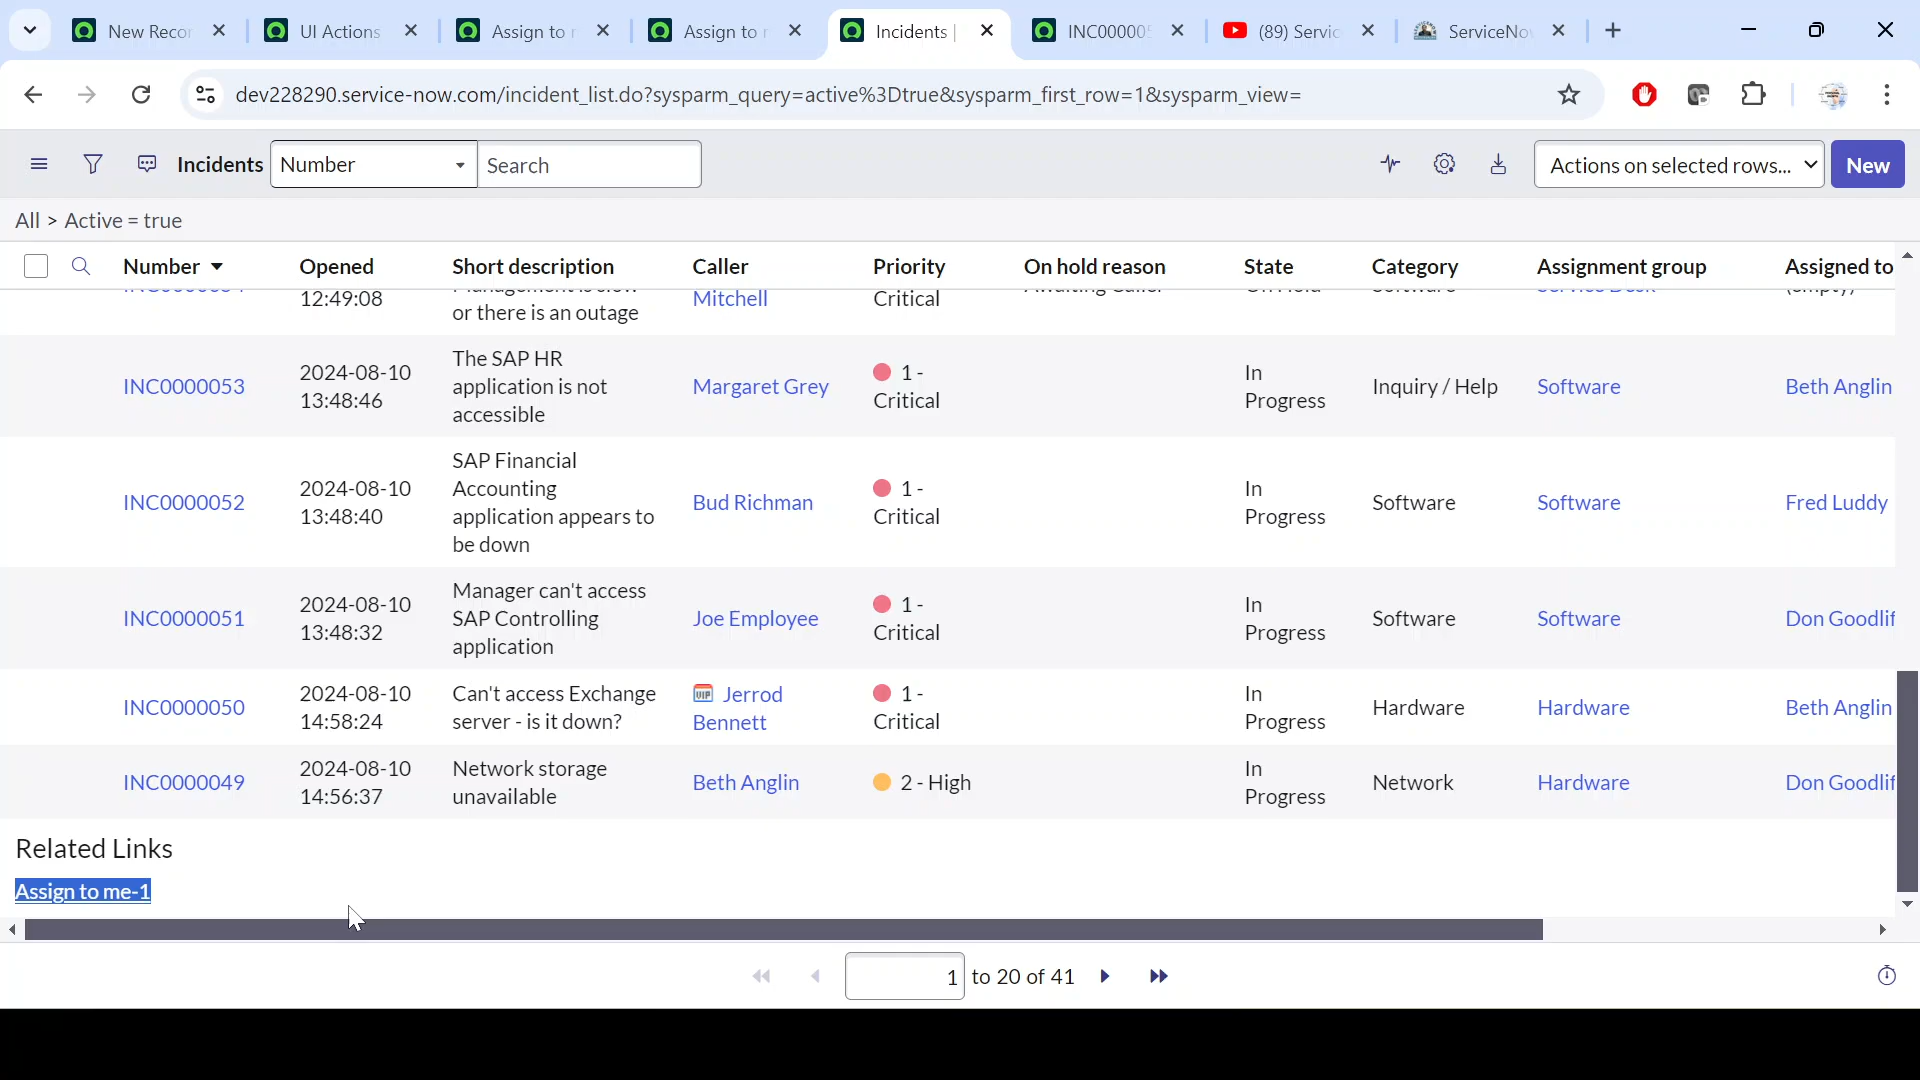 New Recor
UI Actions
Assign to
Assign to
Incidents |
INC000005
(89) Servic
ServiceNo
dev228290.service-now.com/incident_list.do?sysparm_query=active%3Dtrue&sysparm_first_row=1&sysparm_view=
Incidents
Number
Search
Actions on selected rows...
New
All > Active = true
Number
Opened
Short description
Caller
Priority
On hold reason
State
Category
Assignment group
Assigned to
12:49:08
or there is an outage
Mitchell
Critical
INC0000053
2024-08-10
13:48:46
The SAP HR
application is not
accessible
Margaret Grey
1 -
Critical
In
Progress
Inquiry / Help
Software
Beth Anglin
INC0000052
2024-08-10
13:48:40
SAP Financial
Accounting
application appears to
be down
Bud Richman
1 -
Critical
In
Progress
Software
Software
Fred Luddy
INC0000051
2024-08-10
13:48:32
Manager can't access
SAP Controlling
application
Joe Employee
1 -
Critical
In
Progress
Software
Software
Don Goodlif
INC0000050
2024-08-10
14:58:24
Can't access Exchange
server - is it down?
VIP Jerrod
Bennett
1 -
Critical
In
Progress
Hardware
Hardware
Beth Anglin
INC0000049
2024-08-10
14:56:37
Network storage
unavailable
Beth Anglin
2 - High
In
Progress
Network
Hardware
Don Goodlif
Related Links
Assign to me-1
1 to 20 of 41